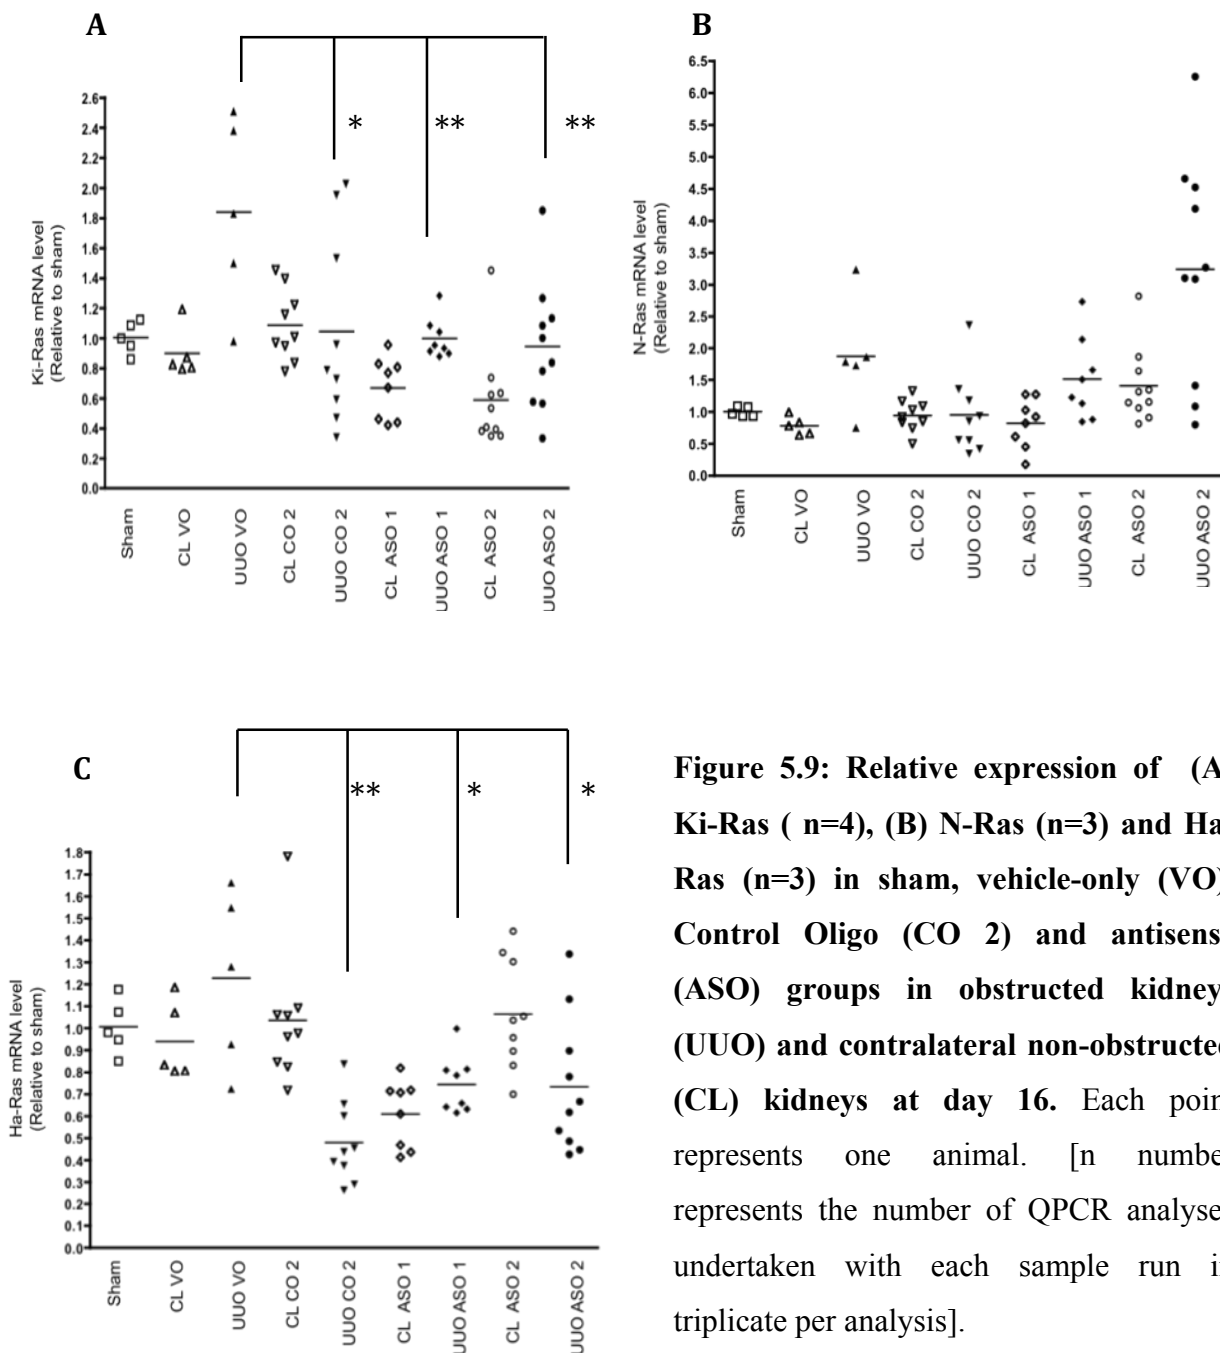 A
*
**
**
2.6
2.4
2.2
2.0
1.8
1.6
1.4
1.2
1.0
0.8
0.6
0.4
0.2
0.0
Ki-Ras mRNA level
(Relative to sham)
Sham
CL VO
UUO VO
CL CO 2
UUO CO 2
CL ASO 1
UUO ASO 1
CL ASO 2
UUO ASO 2
B
6.5
6.0
5.5
5.0
4.5
4.0
3.5
3.0
2.5
2.0
1.5
1.0
0.5
0.0
N-Ras mRNA level
(Relative to sham)
Sham
CL VO
UUO VO
CL CO 2
UUO CO 2
CL ASO 1
UUO ASO 1
CL ASO 2
UUO ASO 2
C
**
*
*
1.8
1.7
1.6
1.5
1.4
1.3
1.2
1.1
1.0
0.9
0.8
0.7
0.6
0.5
0.4
0.3
0.2
0.1
0.0
Ha-Ras mRNA level
(Relative to sham)
Sham
CL VO
UUO VO
CL CO 2
UUO CO 2
CL ASO 1
UUO ASO 1
CL ASO 2
UUO ASO 2
Figure 5.9: Relative expression of (A
Ki-Ras ( n=4), (B) N-Ras (n=3) and Ha
Ras (n=3) in sham, vehicle-only (VO)
Control Oligo (CO 2) and antisens
(ASO) groups in obstructed kidney
(UUO) and contralateral non-obstructed
(CL) kidneys at day 16. Each poin
represents one animal. [n numbe
represents the number of QPCR analyse
undertaken with each sample run i
triplicate per analysis].